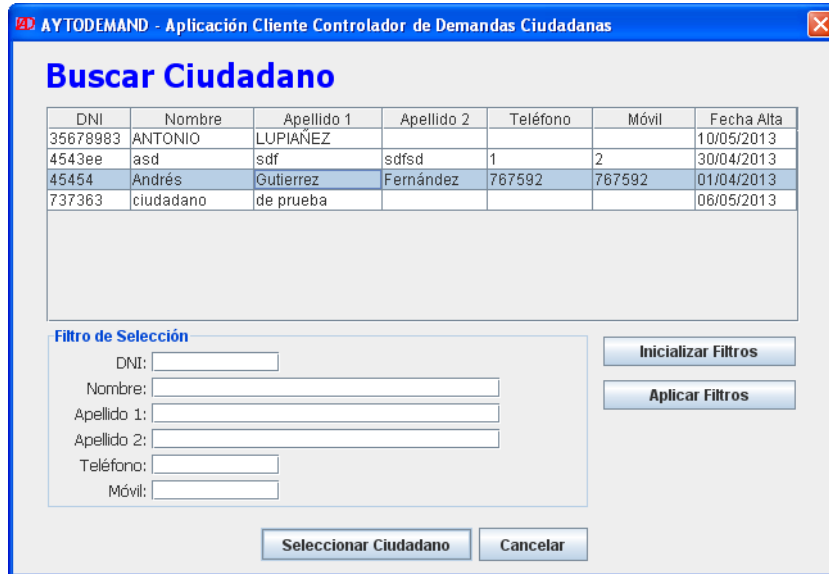 AYTODEMAND - Aplicación Cliente Controlador de Demandas Ciudadanas
Buscar Ciudadano
DNI Nombre Apellido 1 Apellido 2 Teléfono Móvil Fecha Alta
35678983 ANTONIO LUPIAÑEZ 10/05/2013
4543ee asd sdf sdfsd 1 2 30/04/2013
45454 Andrés Gutierrez Fernández 767592 767592 01/04/2013
737363 ciudadano de prueba 06/05/2013
Filtro de Selección
DNI:
Nombre:
Apellido 1:
Apellido 2:
Teléfono:
Móvil:
Inicializar Filtros
Aplicar Filtros
Seleccionar Ciudadano Cancelar